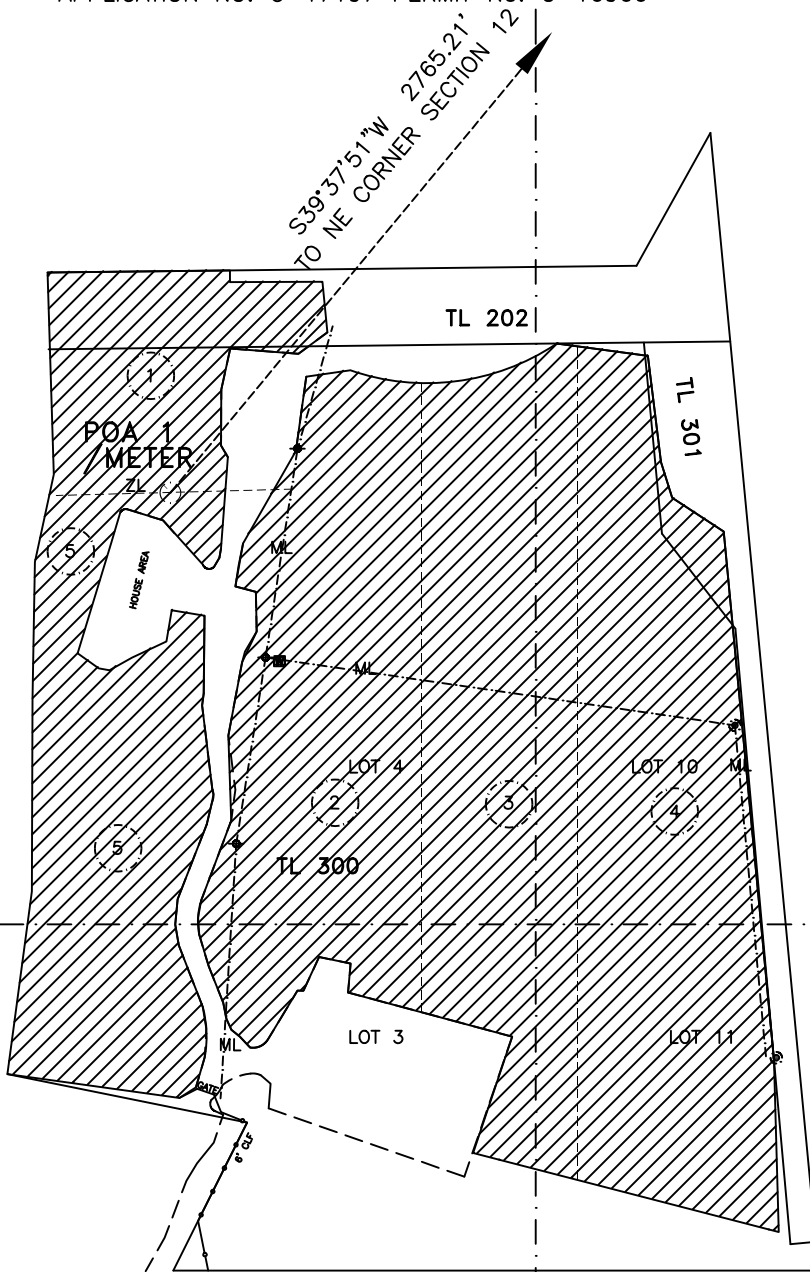 S39°37'51"W 2765.21'
TO NE CORNER SECTION 12
TL 202
TL 301
1
POA 1
METER
ZL
5
HOUSE AREA
ML
ML
LOT 4
LOT 10
ML
2
3
4
5
TL 300
LOT 3
LOT 11
ML
GATE
6' CLF